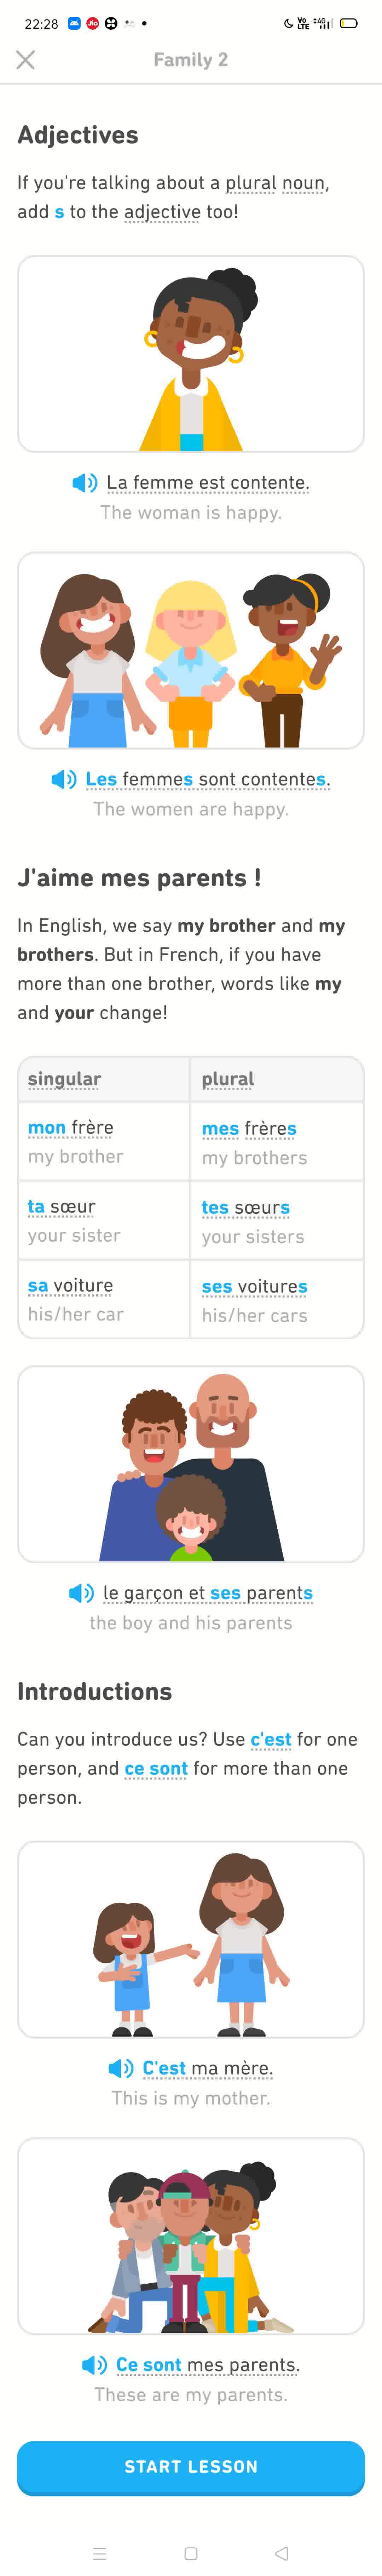 22:28 Jio Vo LTE 4G
Family 2
Adjectives
If you're talking about a plural noun,
add s to the adjective too!
La femme est contente.
The woman is happy.
Les femmes sont contentes.
The women are happy.
J'aime mes parents !
In English, we say my brother and my
brothers. But in French, if you have
more than one brother, words like my
and your change!
singular plural
mon frère mes frères
my brother my brothers
ta sœur tes sœurs
your sister your sisters
sa voiture ses voitures
his/her car his/her cars
le garçon et ses parents
the boy and his parents
Introductions
Can you introduce us? Use c'est for one
person, and ce sont for more than one
person.
C'est ma mère.
This is my mother.
Ce sont mes parents.
These are my parents.
START LESSON